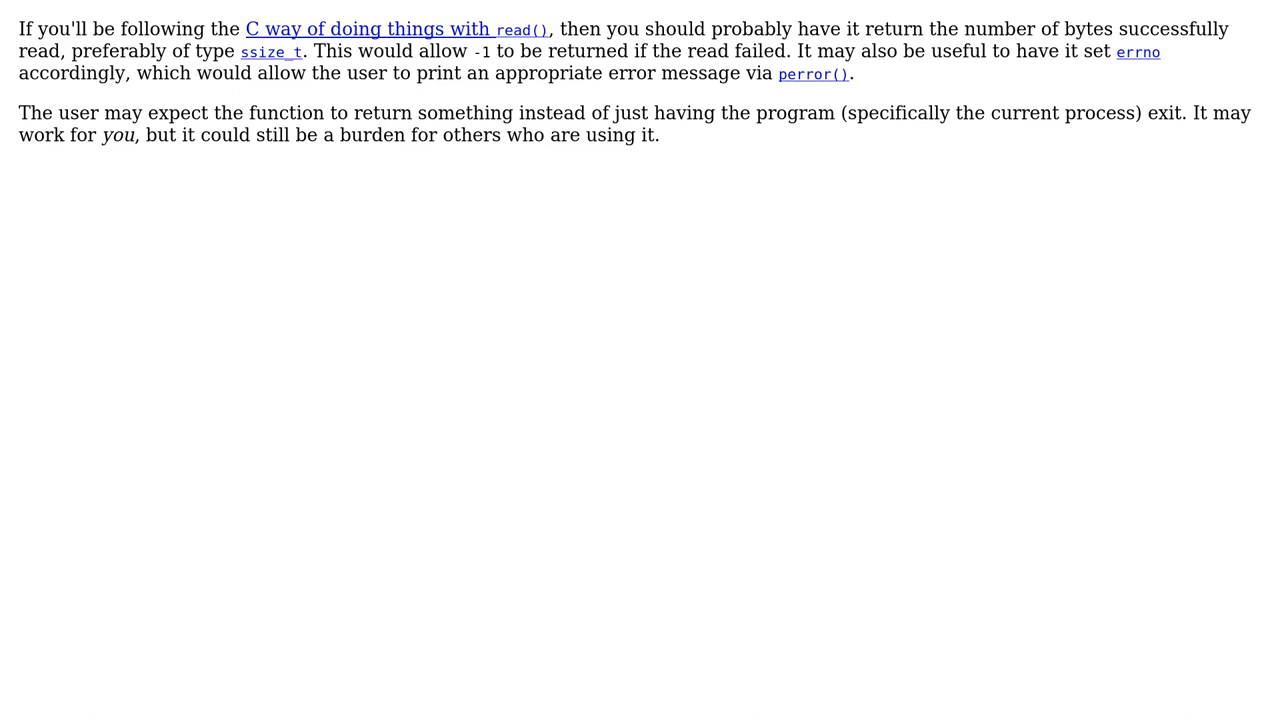 If you'll be following the C way of doing things with read(), then you should probably have it return the number of bytes successfully
read, preferably of type ssize_t. This would allow -1 to be returned if the read failed. It may also be useful to have it set errno
accordingly, which would allow the user to print an appropriate error message via perror().
The user may expect the function to return something instead of just having the program (specifically the current process) exit. It may
work for you, but it could still be a burden for others who are using it.